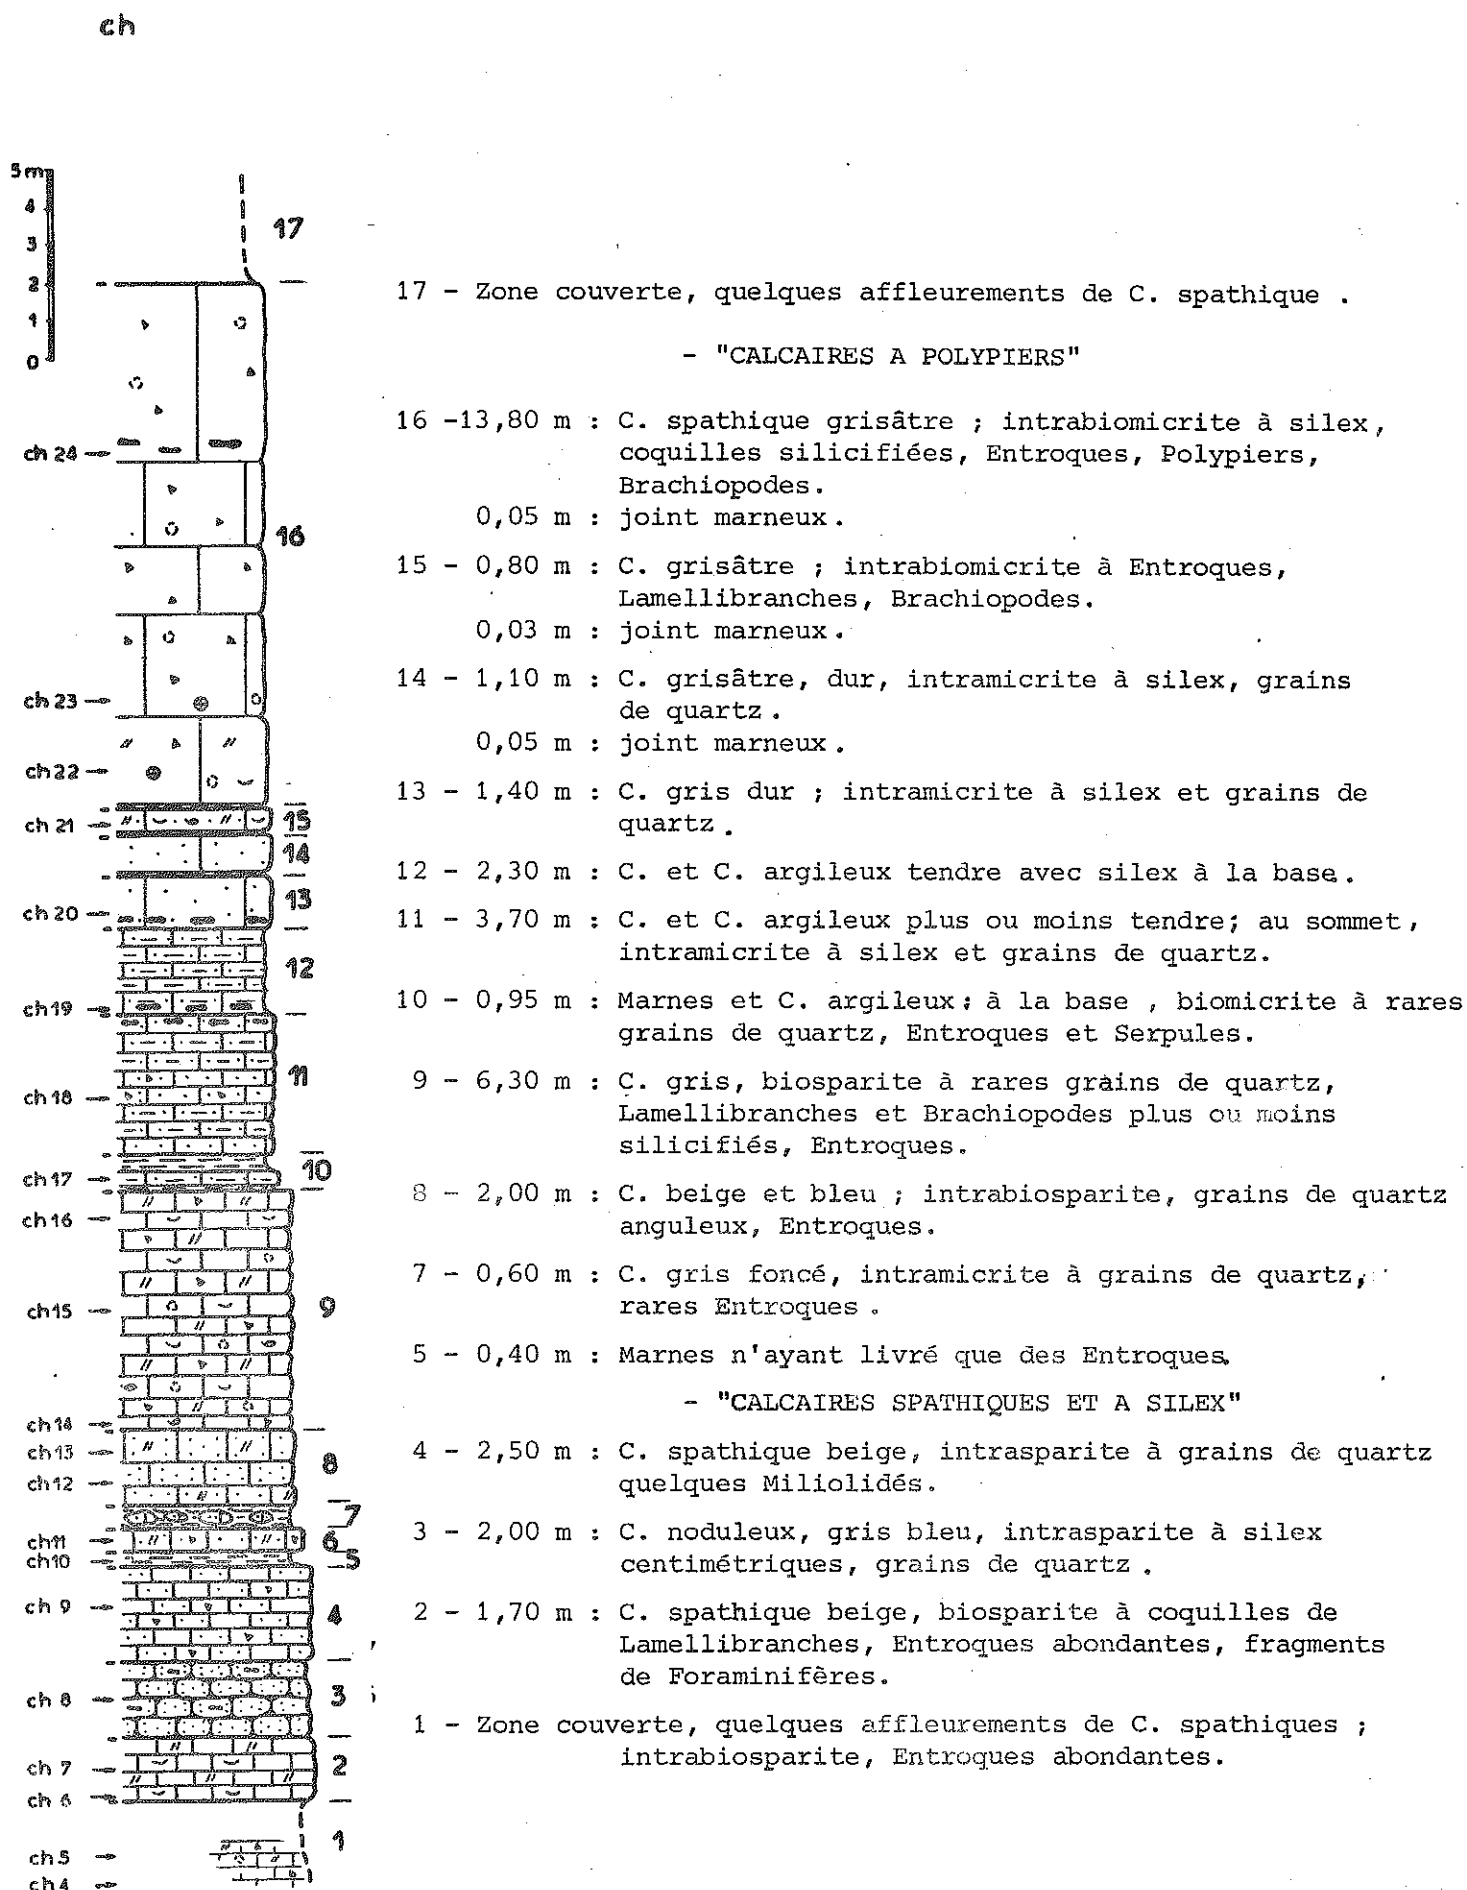 ch
5m
4
3
2
1
0
17
ch 24
16
ch 23
ch 22
ch 21
15
14
13
ch 20
12
ch 19
11
ch 18
10
ch 17
ch 16
9
ch 15
ch 14
ch 13
8
ch 12
7
ch 11
6
ch 10
5
ch 9
4
ch 8
3
ch 7
2
ch 6
1
ch 5
ch 4
17 - Zone couverte, quelques affleurements de C. spathique .
- "CALCAIRES A POLYPIERS"
16 -13,80 m : C. spathique grisâtre ; intrabiomicrite à silex,
coquilles silicifiées, Entroques, Polypiers,
Brachiopodes.
0,05 m : joint marneux.
15 - 0,80 m : C. grisâtre ; intrabiomicrite à Entroques,
Lamellibranches, Brachiopodes.
0,03 m : joint marneux.
14 - 1,10 m : C. grisâtre, dur, intramicrite à silex, grains
de quartz.
0,05 m : joint marneux.
13 - 1,40 m : C. gris dur ; intramicrite à silex et grains de
quartz.
12 - 2,30 m : C. et C. argileux tendre avec silex à la base.
11 - 3,70 m : C. et C. argileux plus ou moins tendre; au sommet,
intramicrite à silex et grains de quartz.
10 - 0,95 m : Marnes et C. argileux; à la base , biomicrite à rares
grains de quartz, Entroques et Serpules.
9 - 6,30 m : C. gris, biosparite à rares grains de quartz,
Lamellibranches et Brachiopodes plus ou moins
silicifiés, Entroques.
8 - 2,00 m : C. beige et bleu ; intrabiosparite, grains de quartz
anguleux, Entroques.
7 - 0,60 m : C. gris foncé, intramicrite à grains de quartz,
rares Entroques.
5 - 0,40 m : Marnes n'ayant livré que des Entroques.
- "CALCAIRES SPATHIQUES ET A SILEX"
4 - 2,50 m : C. spathique beige, intrasparite à grains de quartz
quelques Miliolidés.
3 - 2,00 m : C. noduleux, gris bleu, intrasparite à silex
centimétriques, grains de quartz .
2 - 1,70 m : C. spathique beige, biosparite à coquilles de
Lamellibranches, Entroques abondantes, fragments
de Foraminifères.
1 - Zone couverte, quelques affleurements de C. spathiques ;
intrabiosparite, Entroques abondantes.